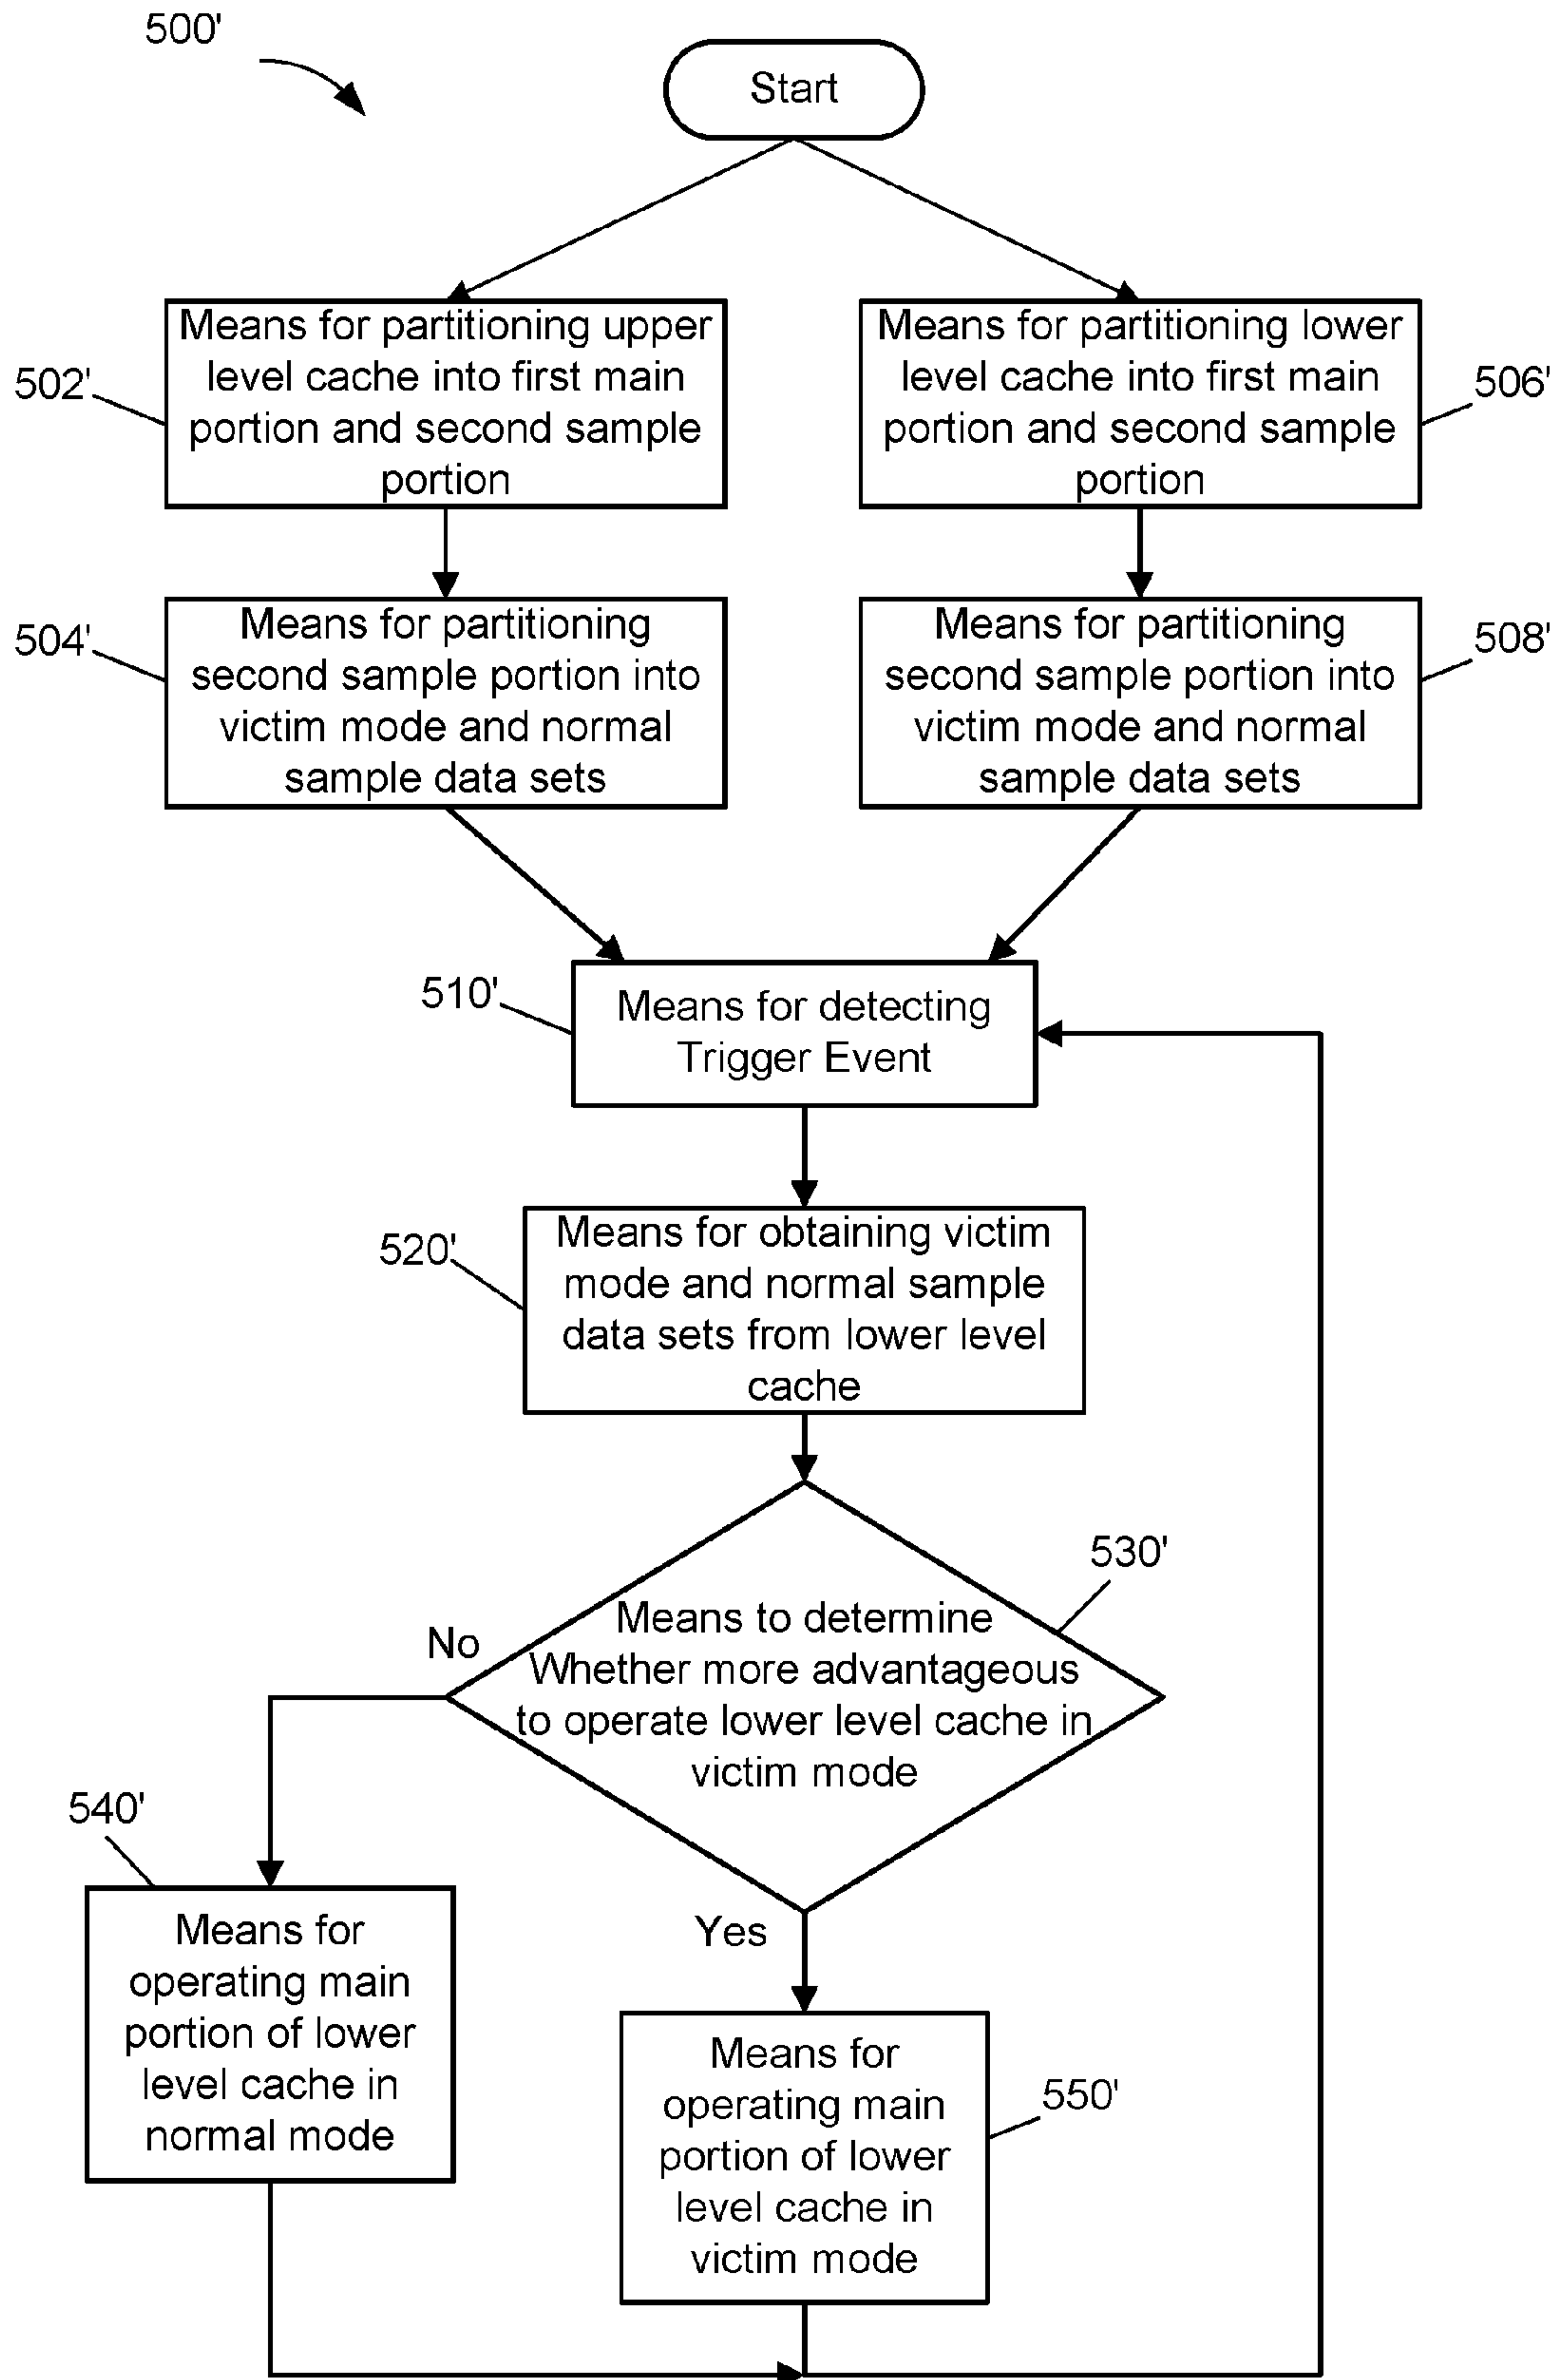 500'
Start
Means for partitioning upper
level cache into first main
portion and second sample
portion
502'
Means for partitioning lower
level cache into first main
portion and second sample
portion
506'
504'
Means for partitioning
second sample portion into
victim mode and normal
sample data sets
Means for partitioning
second sample portion into
victim mode and normal
sample data sets
508'
510'
Means for detecting
Trigger Event
520'
Means for obtaining victim
mode and normal sample
data sets from lower level
cache
530'
Means to determine
Whether more advantageous
to operate lower level cache in
victim mode
No
Yes
540'
Means for
operating main
portion of lower
level cache in
normal mode
Means for
operating main
portion of lower
level cache in
victim mode
550'